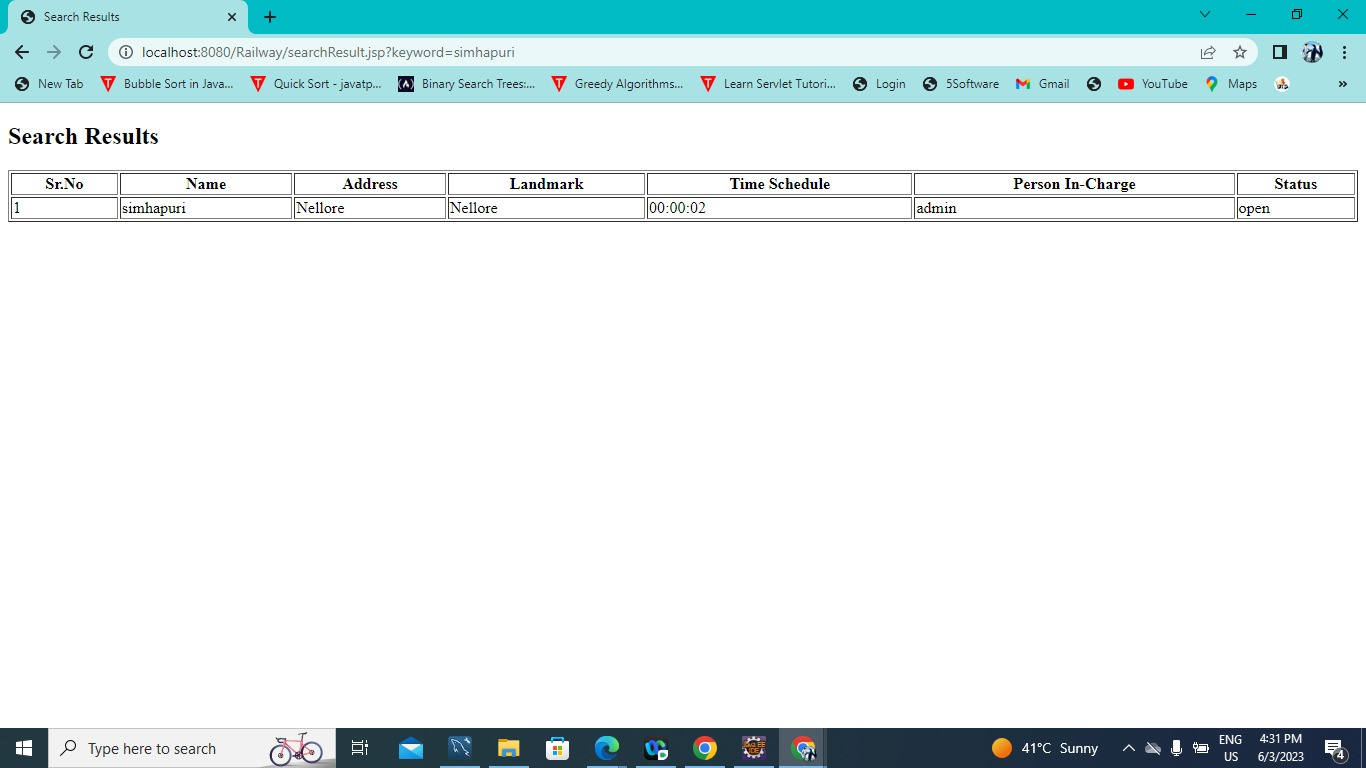 Search Results
localhost:8080/Railway/searchResult.jsp?keyword=simhapuri
New Tab Bubble Sort in Java... Quick Sort - javatp... Binary Search Trees:... Greedy Algorithms... Learn Servlet Tutori... Login 5Software Gmail YouTube Maps »
Search Results
Sr.No Name Address Landmark Time Schedule Person In-Charge Status
1 simhapuri Nellore Nellore 00:00:02 admin open
Type here to search 41°C Sunny ENG 4:31 PM
US 6/3/2023 4